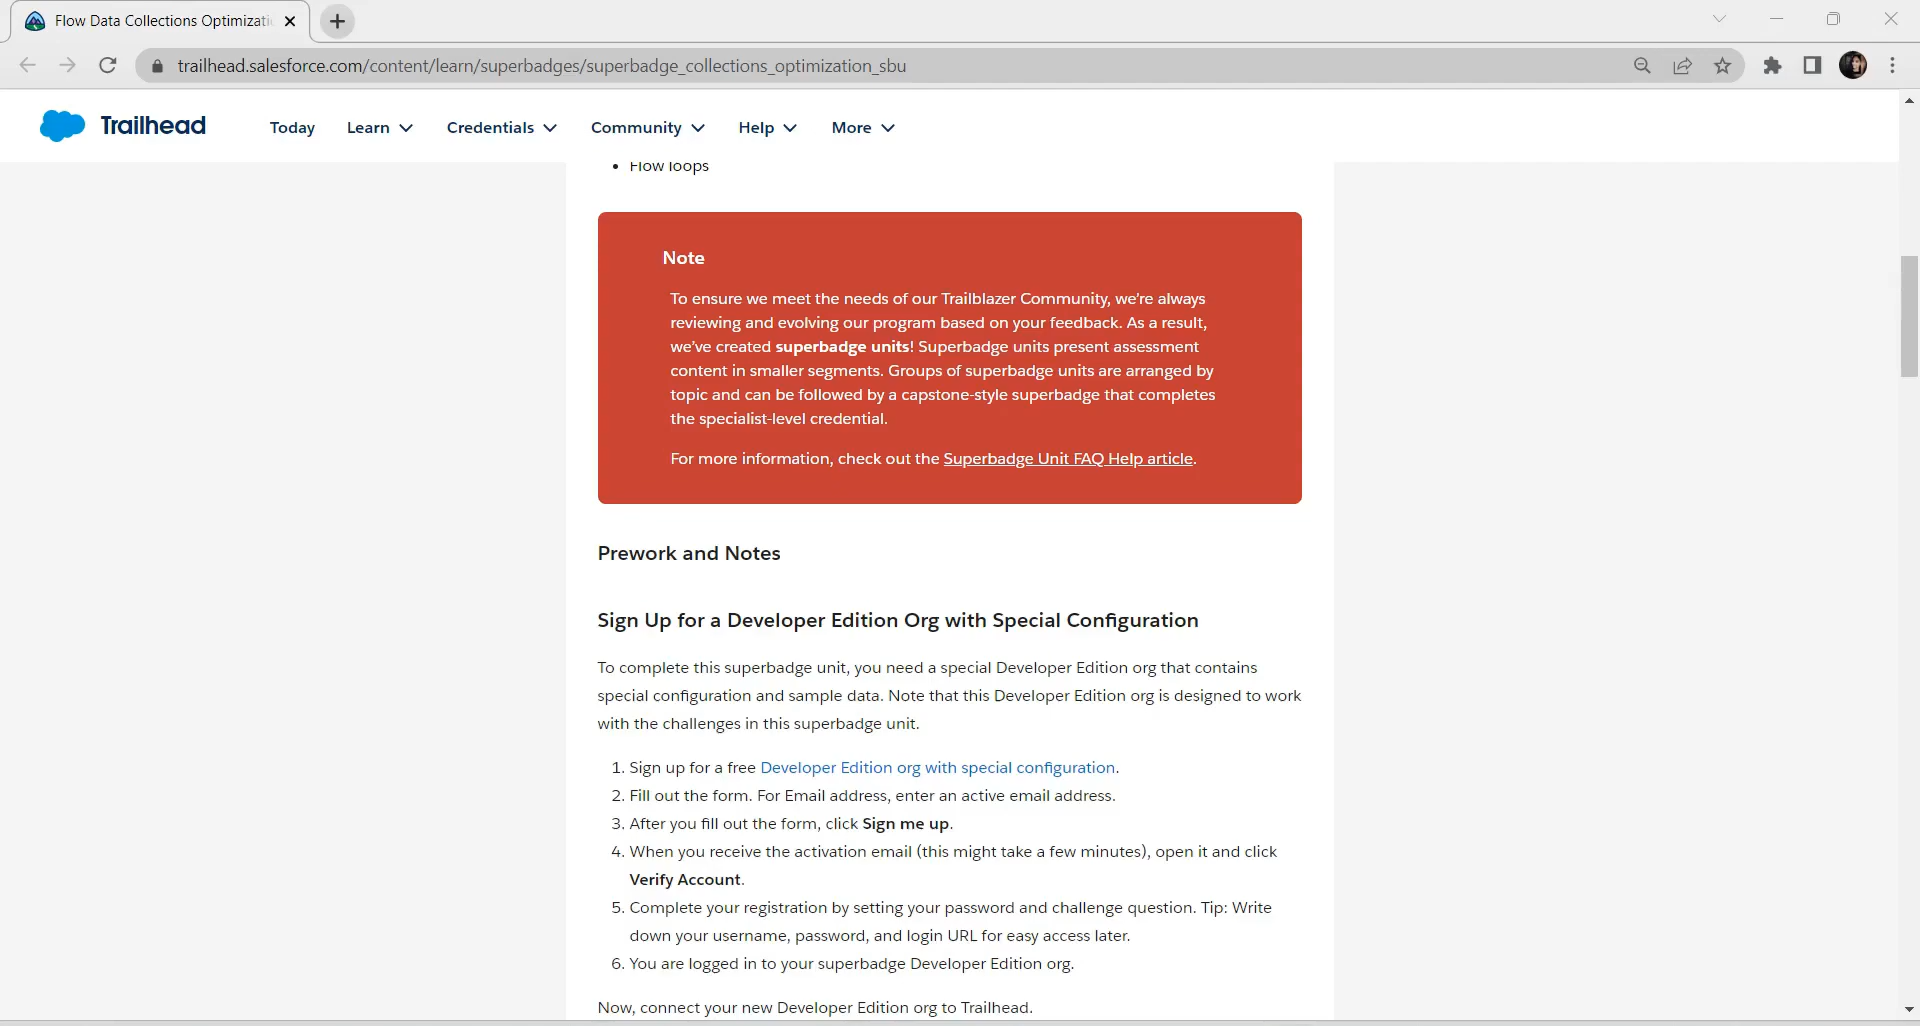 Flow Data Collections Optimizati
trailhead.salesforce.com/content/learn/superbadges/superbadge_collections_optimization_sbu
Trailhead
Today
Learn
Credentials
Community
Help
More
• Flow loops
Note
To ensure we meet the needs of our Trailblazer Community, we're always
reviewing and evolving our program based on your feedback. As a result,
we've created superbadge units! Superbadge units present assessment
content in smaller segments. Groups of superbadge units are arranged by
topic and can be followed by a capstone-style superbadge that completes
the specialist-level credential.
For more information, check out the Superbadge Unit FAQ Help article.
Prework and Notes
Sign Up for a Developer Edition Org with Special Configuration
To complete this superbadge unit, you need a special Developer Edition org that contains
special configuration and sample data. Note that this Developer Edition org is designed to work
with the challenges in this superbadge unit.
1. Sign up for a free Developer Edition org with special configuration.
2. Fill out the form. For Email address, enter an active email address.
3. After you fill out the form, click Sign me up.
4. When you receive the activation email (this might take a few minutes), open it and click
Verify Account.
5. Complete your registration by setting your password and challenge question. Tip: Write
down your username, password, and login URL for easy access later.
6. You are logged in to your superbadge Developer Edition org.
Now, connect your new Developer Edition org to Trailhead.